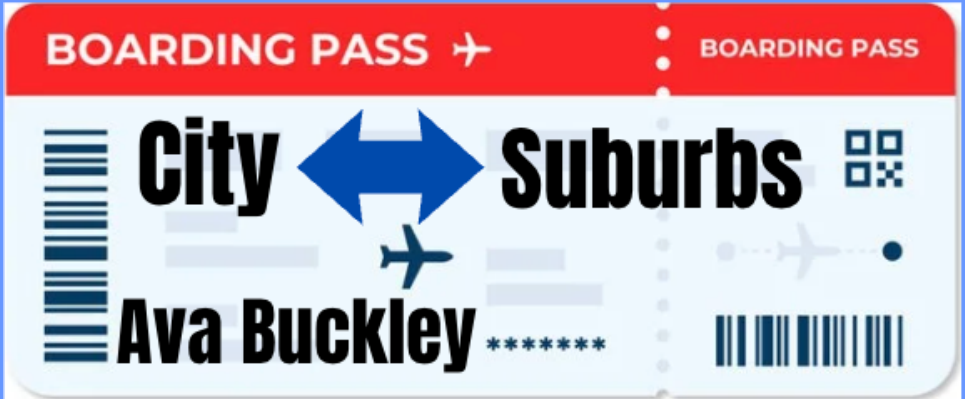 BOARDING PASS
BOARDING PASS
City
Suburbs
Ava Buckley
*******